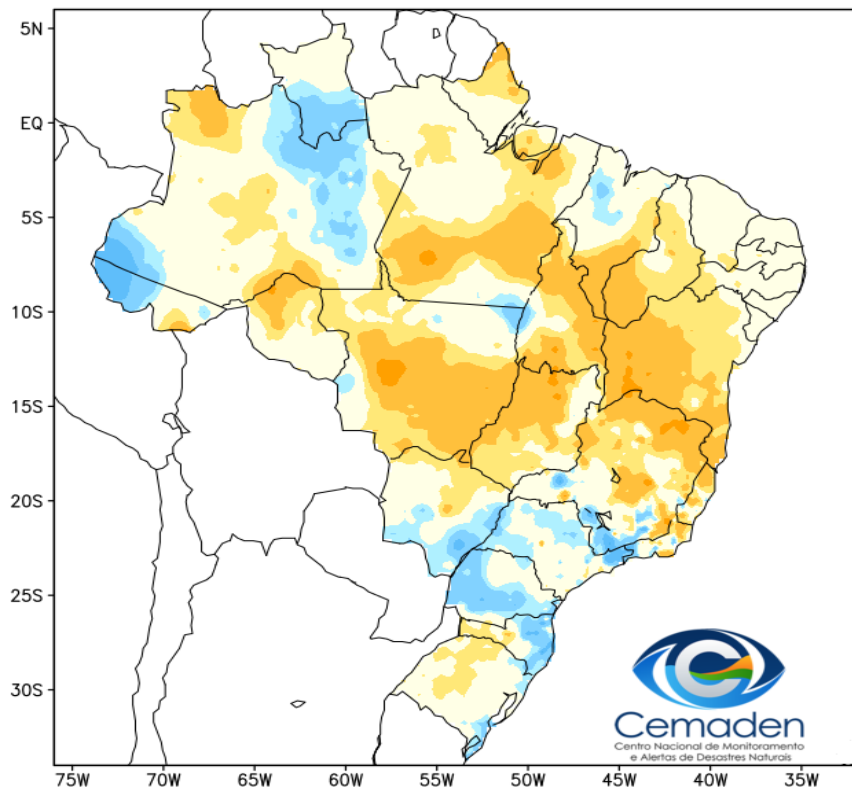 5N
EQ
5S
10S
15S
20S
25S
30S
75W 70W 65W 60W 55W 50W 45W 40W 35W
Cemaden
Centro Nacional de Monitoramento
e Alertas de Desastres Naturais